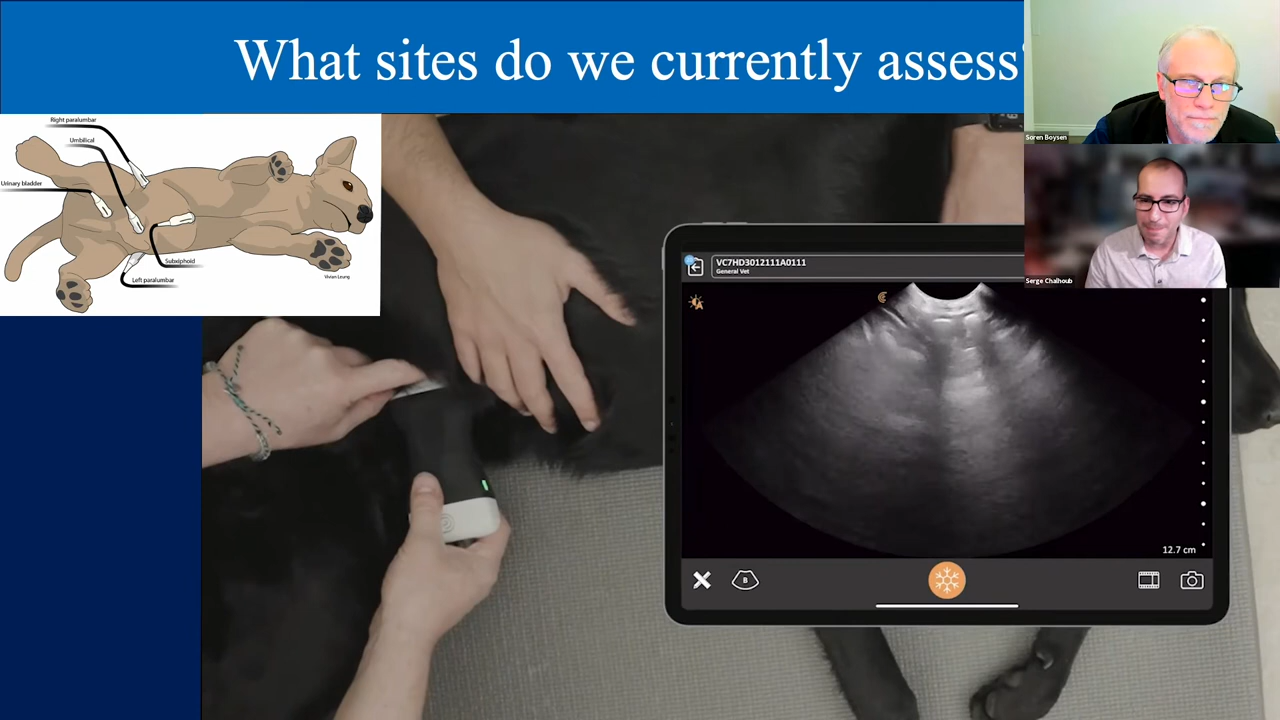 What sites do we currently assess?
Right paralumbar
Umbilical
Urinary bladder
Subxiphoid
Left paralumbar
Vivian Leung
VC7HD3012111A0111
General Vet
B
12.7 cm
Soren Boysen
Serge Chalhoub